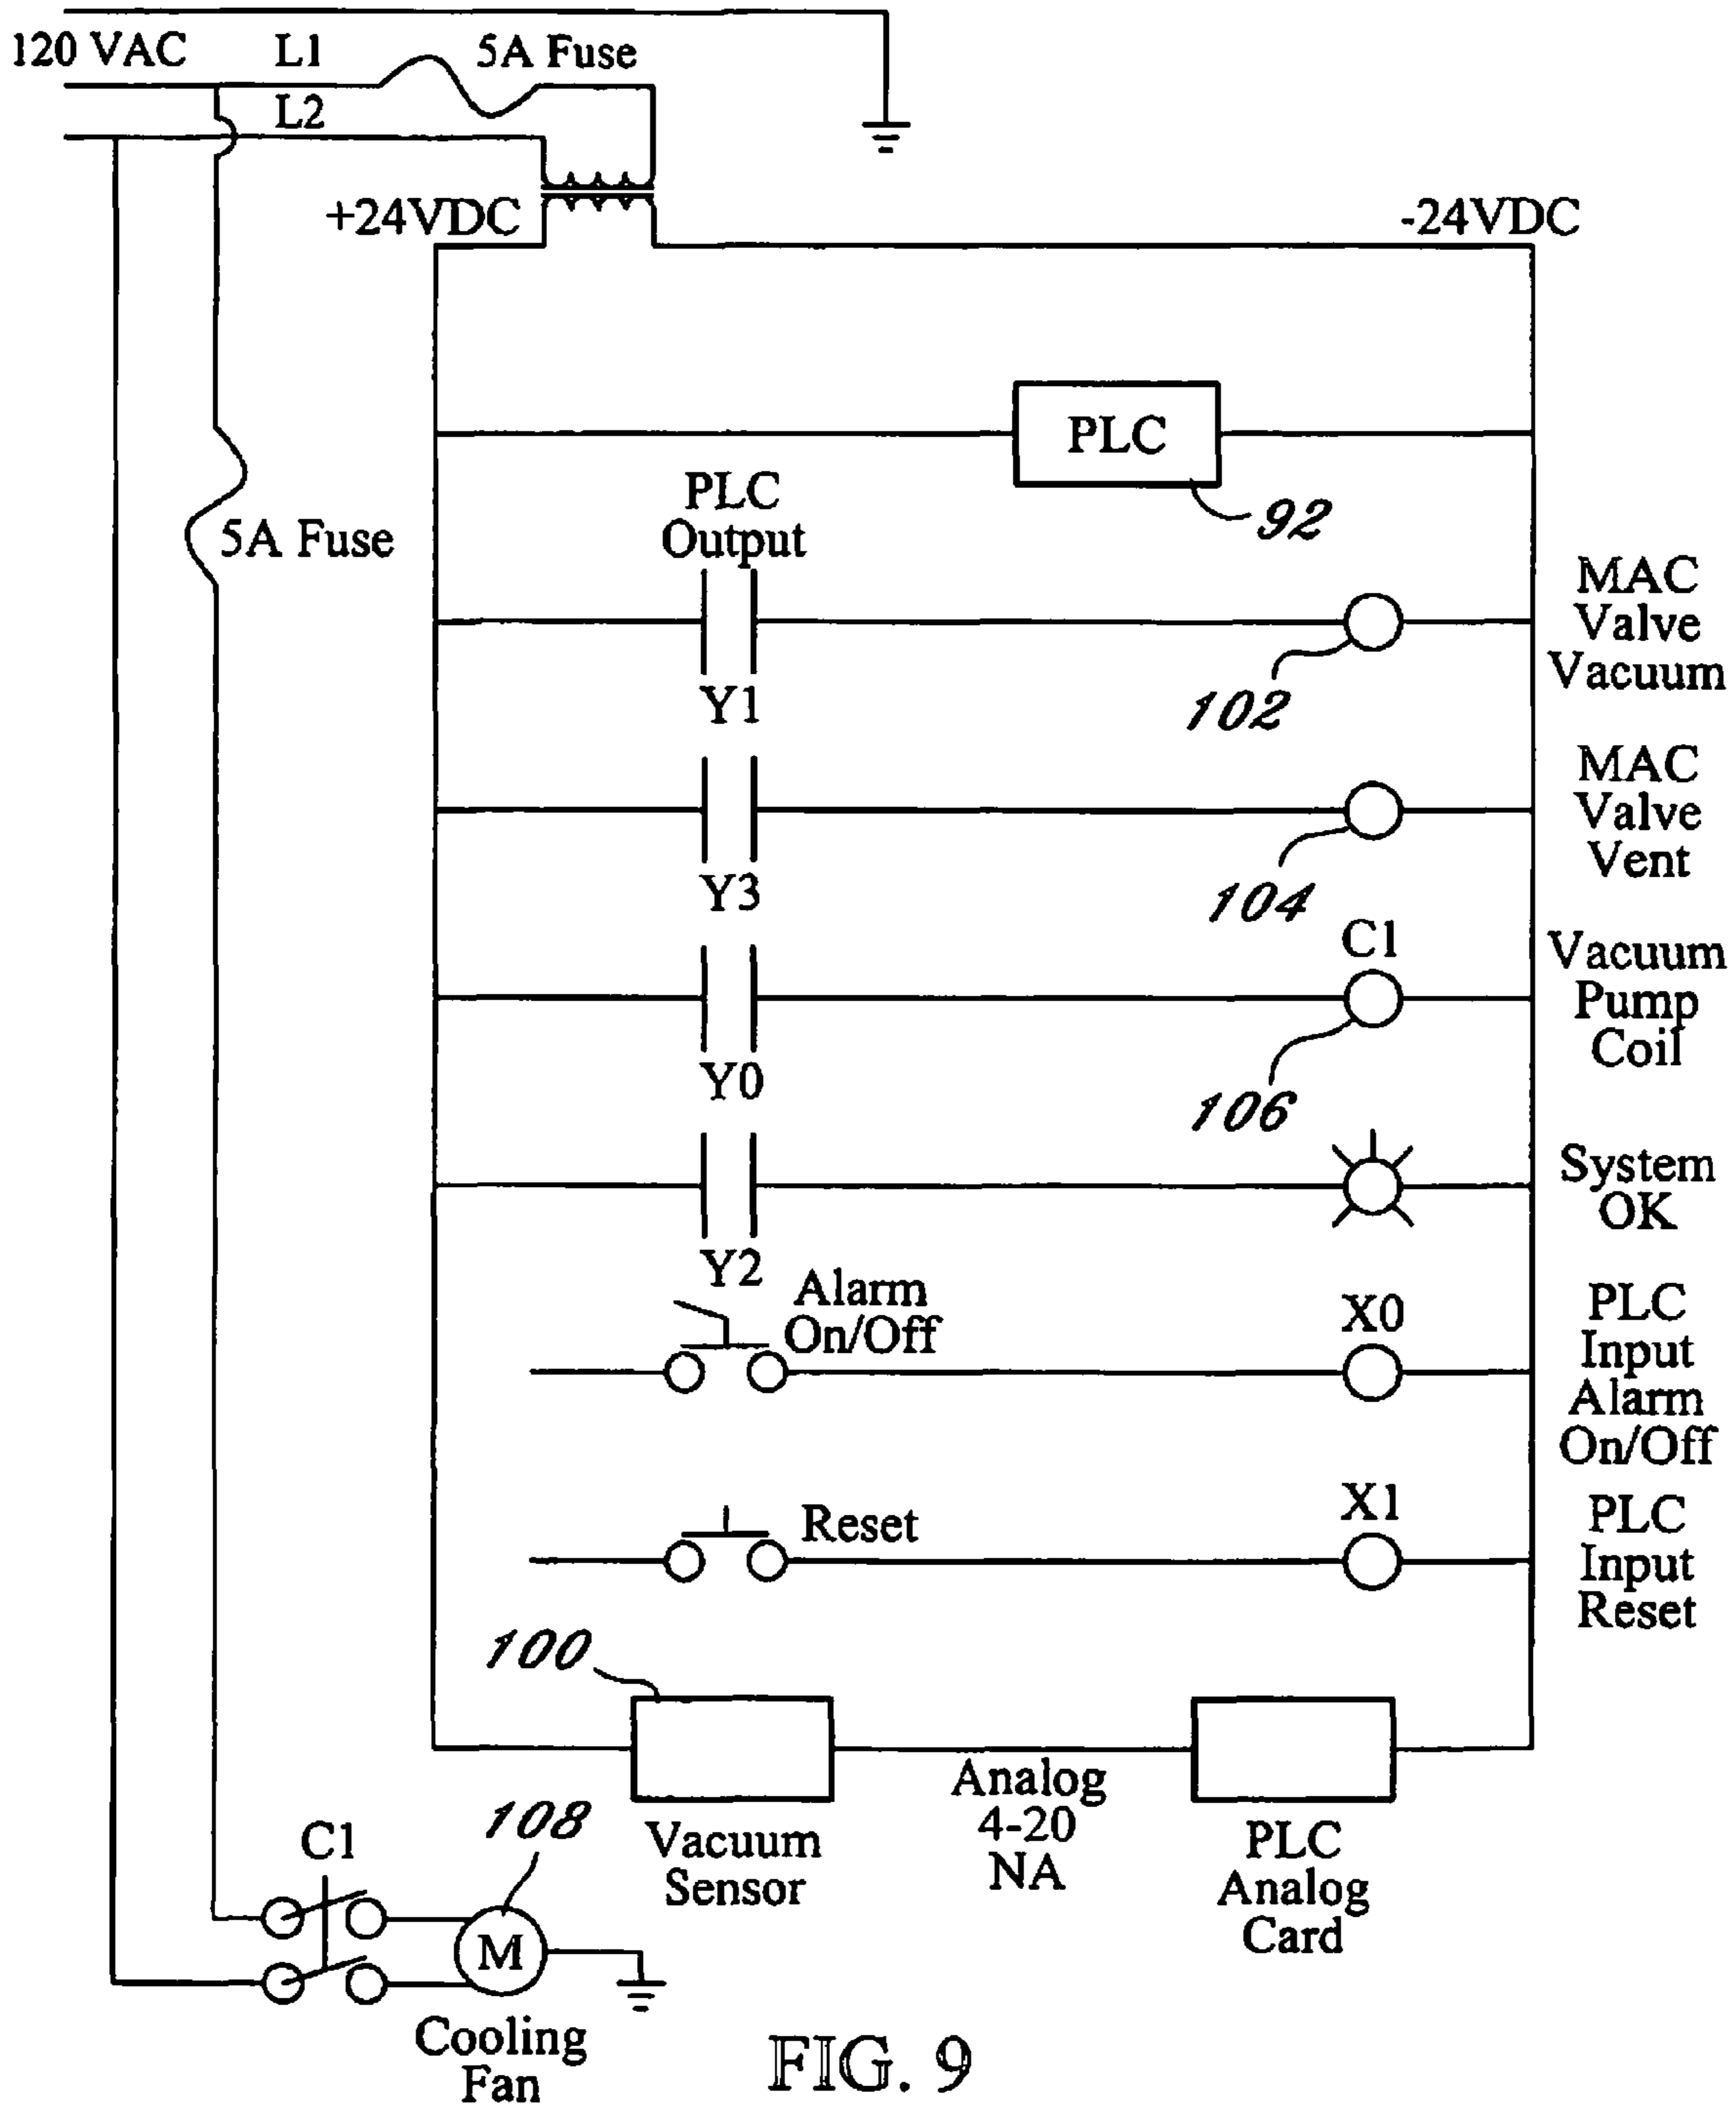 120 VAC
L1
5A Fuse
L2
+24VDC
-24VDC
PLC
92
PLC
Output
5A Fuse
MAC
Valve
Vacuum
102
Y1
MAC
Valve
Vent
104
Y3
C1
Vacuum
Pump
Coil
106
Y0
System
OK
Y2
Alarm
On/Off
X0
PLC
Input
Alarm
On/Off
Reset
X1
PLC
Input
Reset
100
Vacuum
Sensor
Analog
4-20
NA
PLC
Analog
Card
C1
108
M
Cooling
Fan
FIG. 9